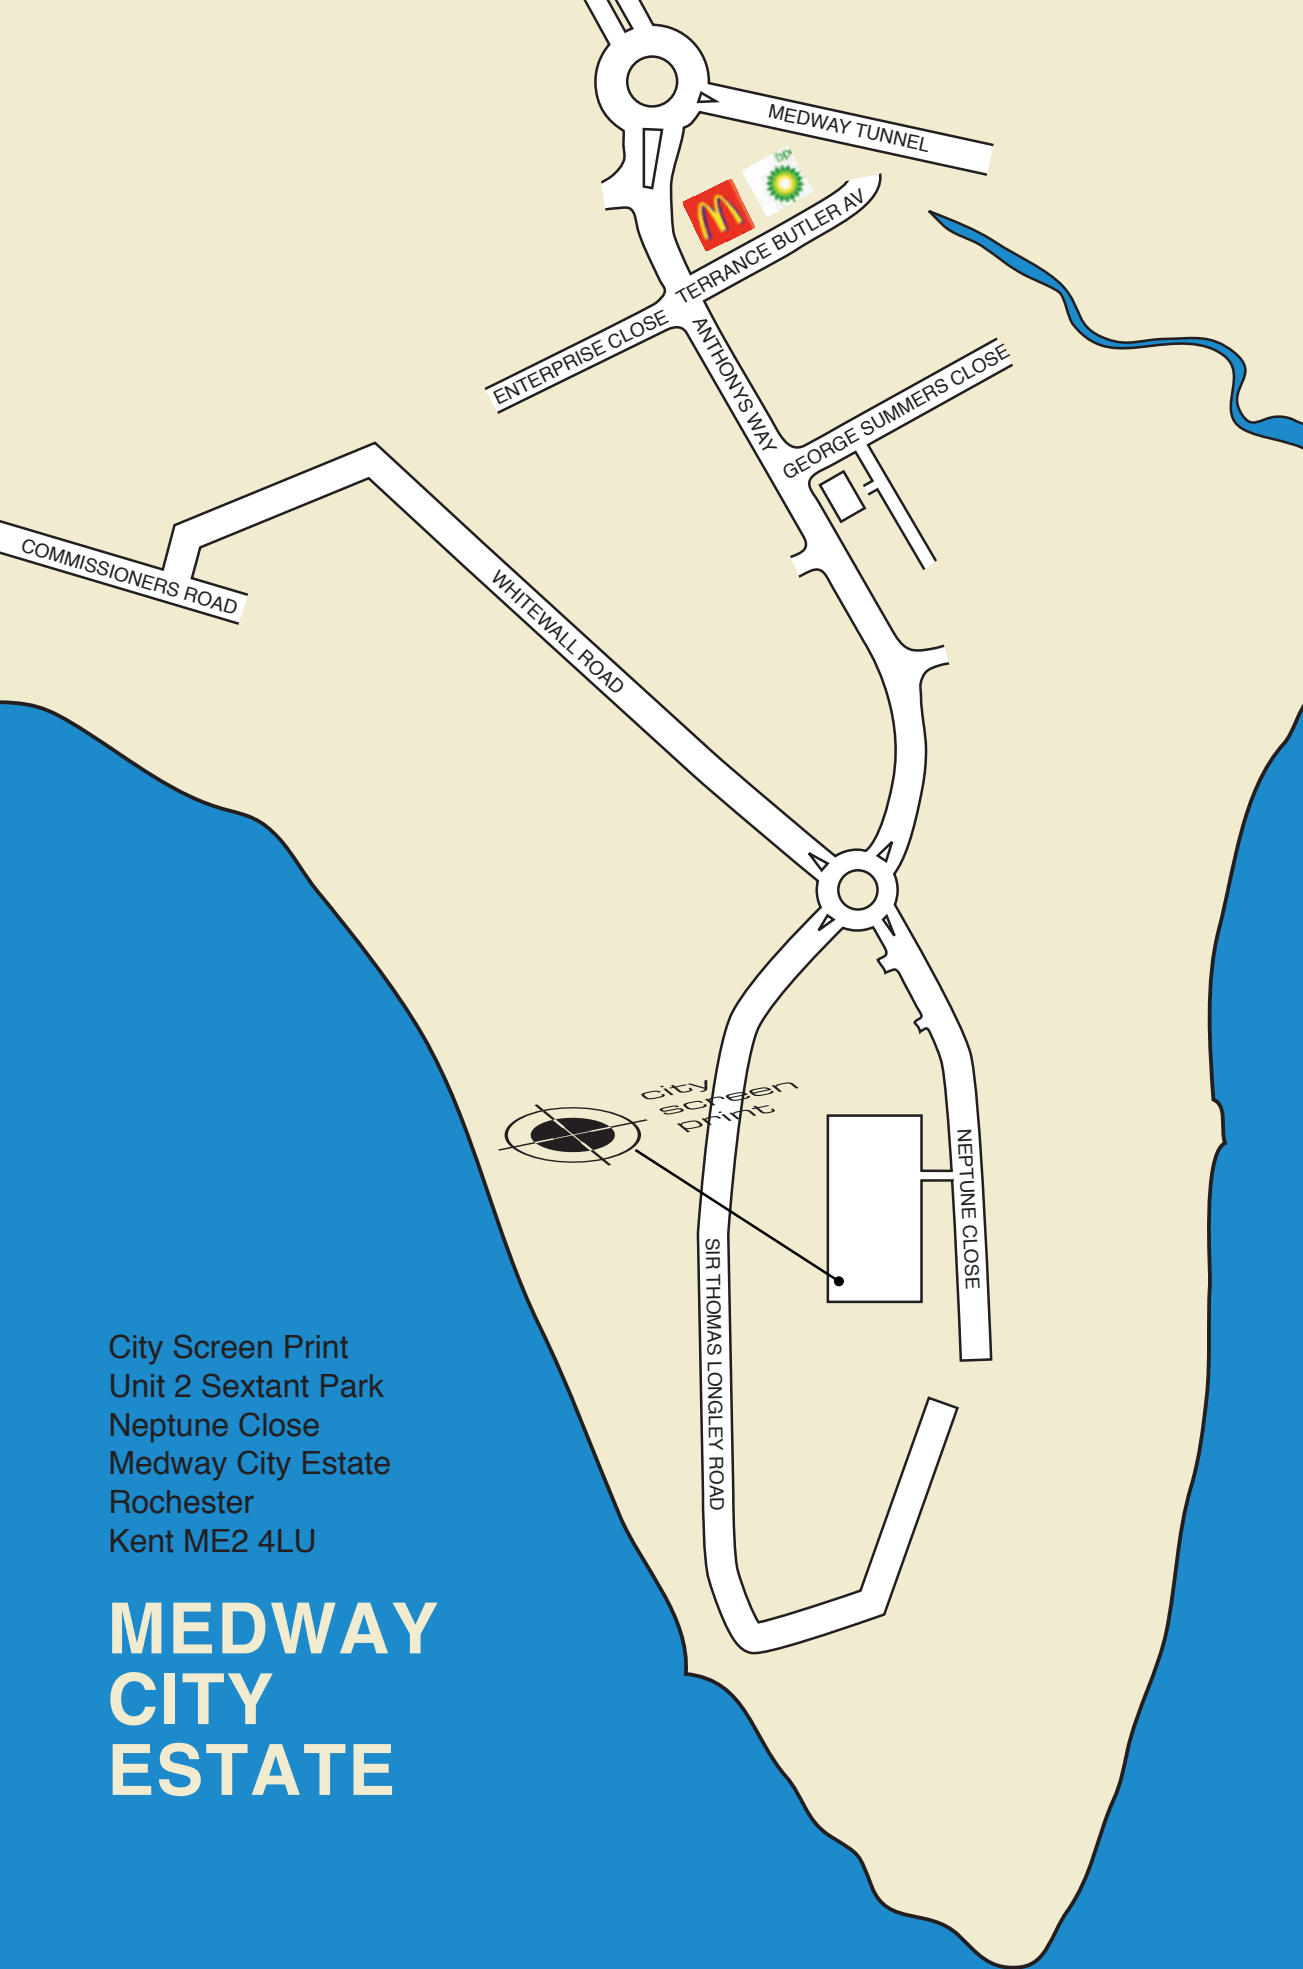 MEDWAY TUNNEL
bp
TERRANCE BUTLER AV
ENTERPRISE CLOSE
ANTHONYS WAY
GEORGE SUMMERS CLOSE
COMMISSIONERS ROAD
WHITEWALL ROAD
city
screen
print
NEPTUNE CLOSE
SIR THOMAS LONGLEY ROAD
City Screen Print
Unit 2 Sextant Park
Neptune Close
Medway City Estate
Rochester
Kent ME2 4LU
MEDWAY
CITY
ESTATE